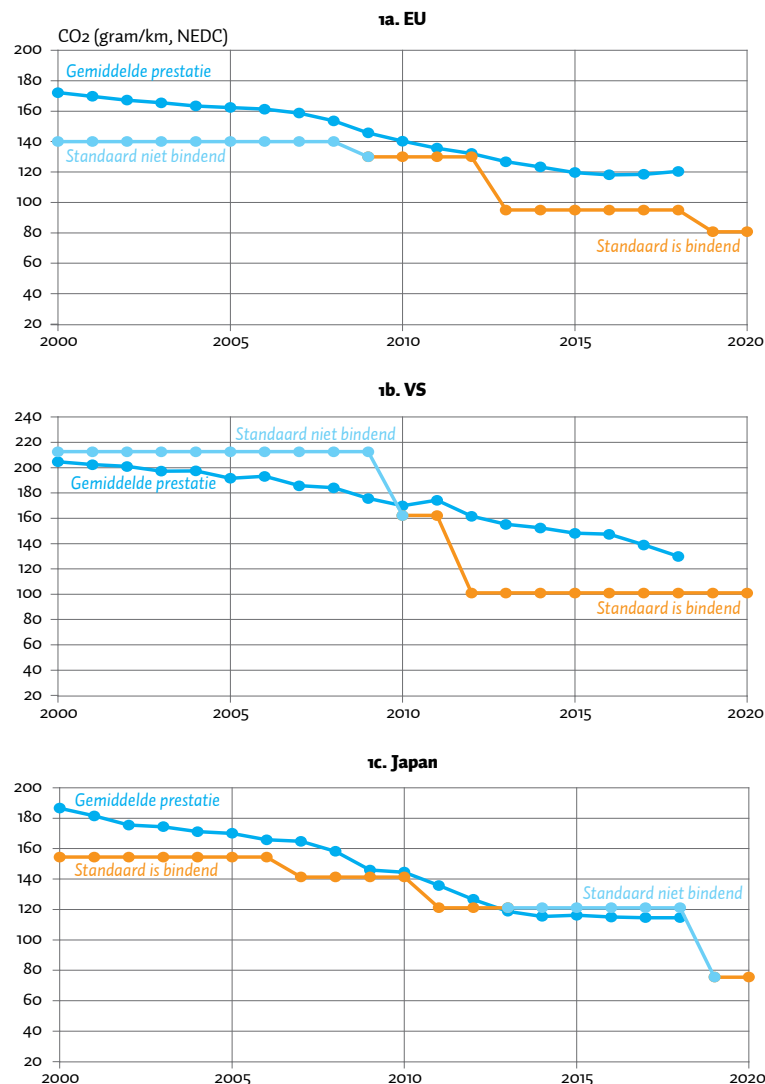 1a. EU
CO2 (gram/km, NEDC)
200
Gemiddelde prestatie
180
160
140
Standaard niet bindend
120
100
80
Standaard is bindend
60
40
20
2000 2005 2010 2015 2020
1b. VS
240
220
Standaard niet bindend
200
Gemiddelde prestatie
180
160
140
120
100
Standaard is bindend
80
60
40
20
2000 2005 2010 2015 2020
1c. Japan
200
Gemiddelde prestatie
180
160
Standaard is bindend
140
Standaard niet bindend
120
100
80
60
40
20
2000 2005 2010 2015 2020